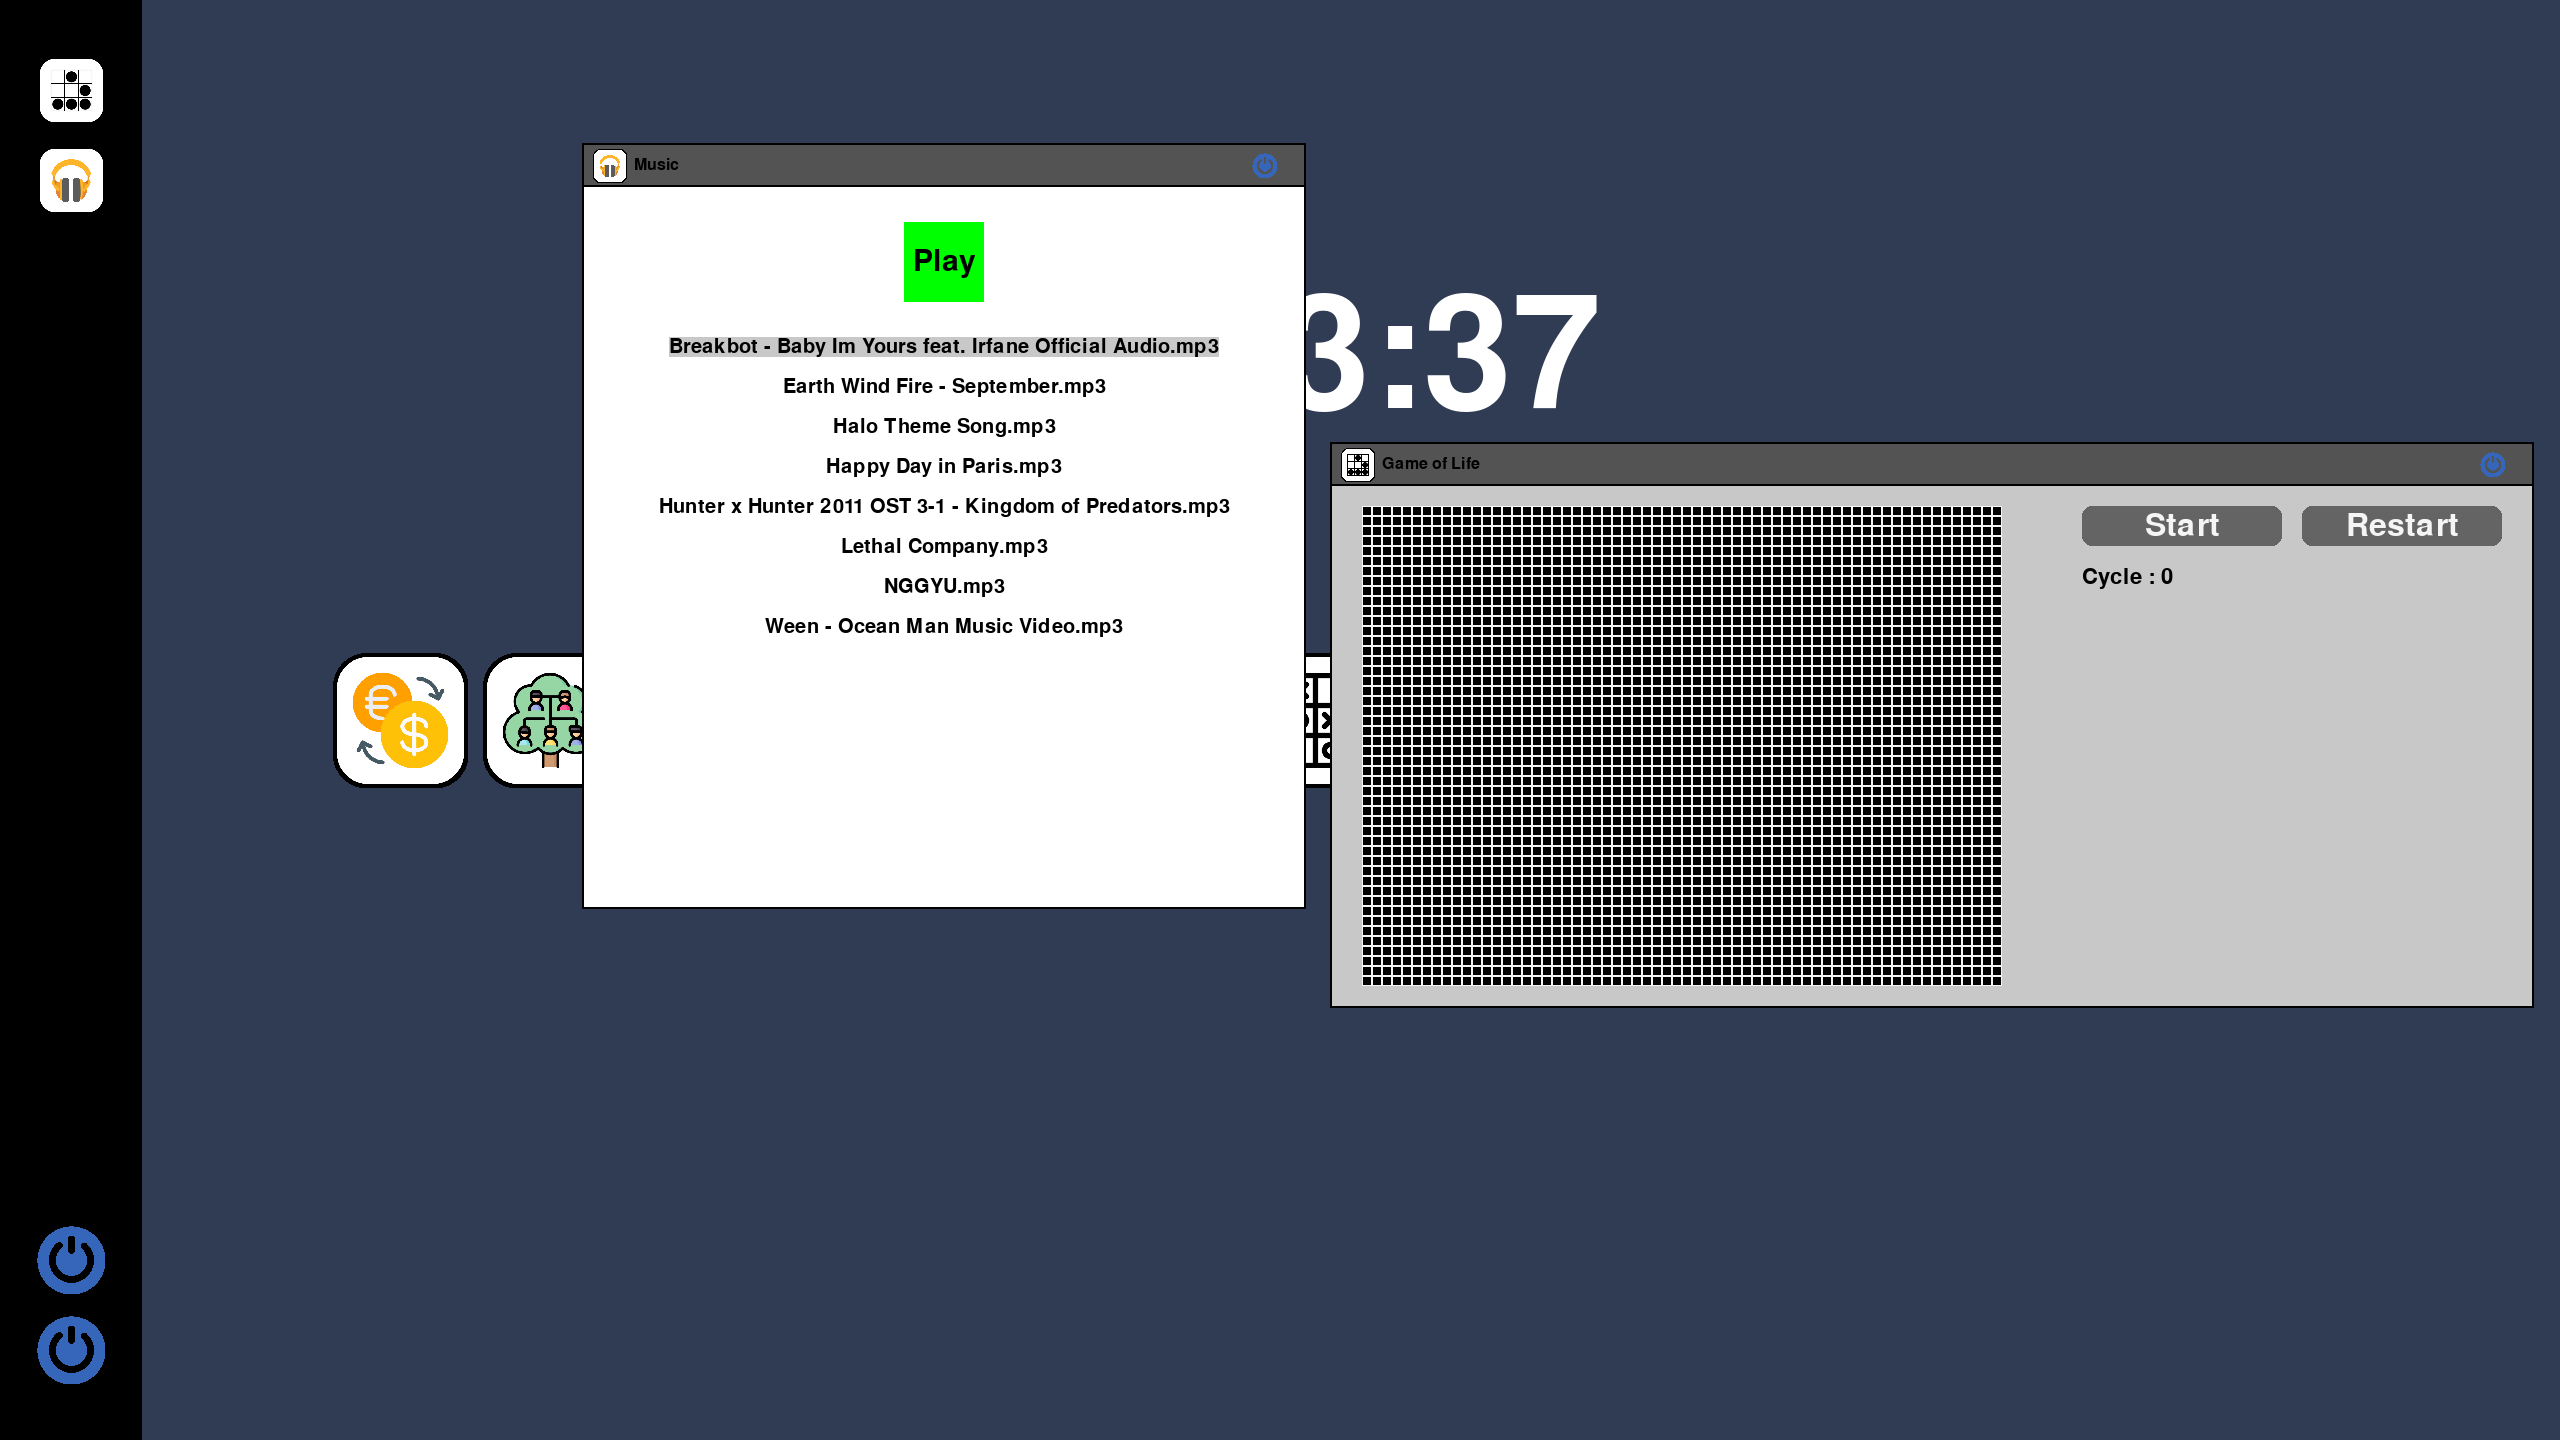 Music
Play
Breakbot - Baby Im Yours feat. Irfane Official Audio.mp3
Earth Wind Fire - September.mp3
Halo Theme Song.mp3
Happy Day in Paris.mp3
Hunter x Hunter 2011 OST 3-1 - Kingdom of Predators.mp3
Lethal Company.mp3
NGGYU.mp3
Ween - Ocean Man Music Video.mp3
3:37
Game of Life
Start
Restart
Cycle : 0